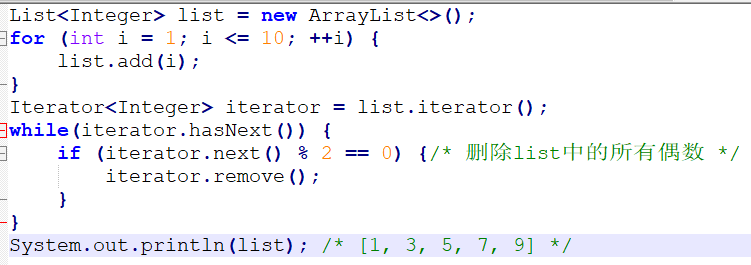 List<Integer> list = new ArrayList<>();
for (int i = 1; i <= 10; ++i) {
    list.add(i);
}
Iterator<Integer> iterator = list.iterator();
while(iterator.hasNext()) {
    if (iterator.next() % 2 == 0) {/* 删除list中的所有偶数 */
        iterator.remove();
    }
}
System.out.println(list); /* [1, 3, 5, 7, 9] */